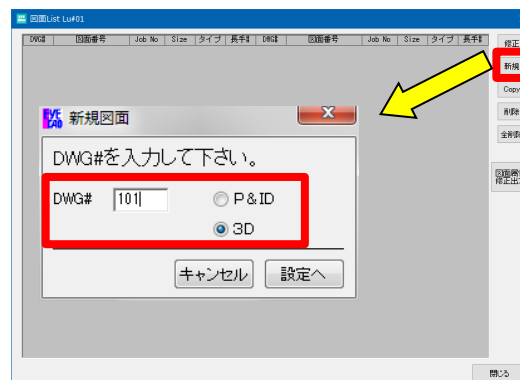 図面List Lu#01
DWG# 図面番号 Job No Size タイプ 長手# DWG# 図面番号 Job No Size タイプ 長手#
修正
新規
Copy
削除
全削除
EYE CAD 新規図面
DWG#を入力して下さい。
DWG# 101 P&ID
3D
キャンセル 設定へ
閉じる